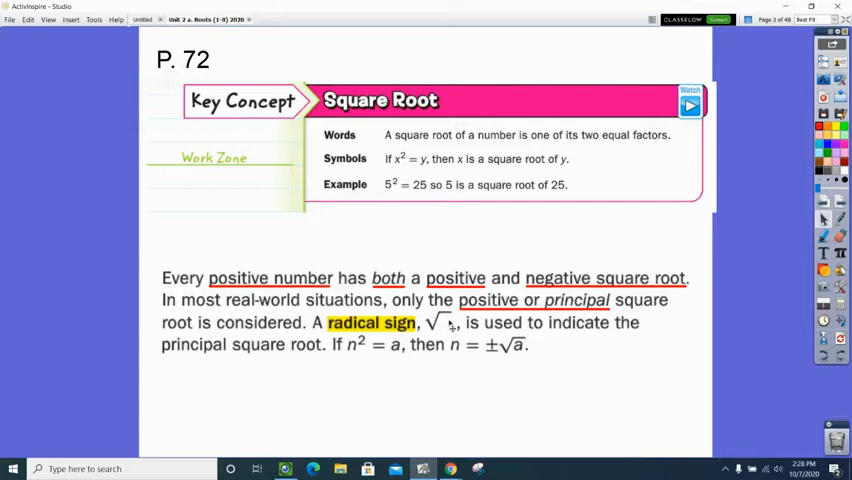 ActivInspire - Studio
File Edit View Insert Tools Help Untitled Unit 2 a. Roots (1-8) 2020 CLASSFLOW Connect Page 3 of 48 Best Fit
P. 72
Key Concept Square Root Watch
Words A square root of a number is one of its two equal factors.
Work Zone Symbols If x² = y, then x is a square root of y.
Example 5² = 25 so 5 is a square root of 25.
Every positive number has both a positive and negative square root.
In most real-world situations, only the positive or principal square
root is considered. A radical sign, √ , is used to indicate the
principal square root. If n² = a, then n = ±√a.
Type here to search
2:28 PM
10/7/2020